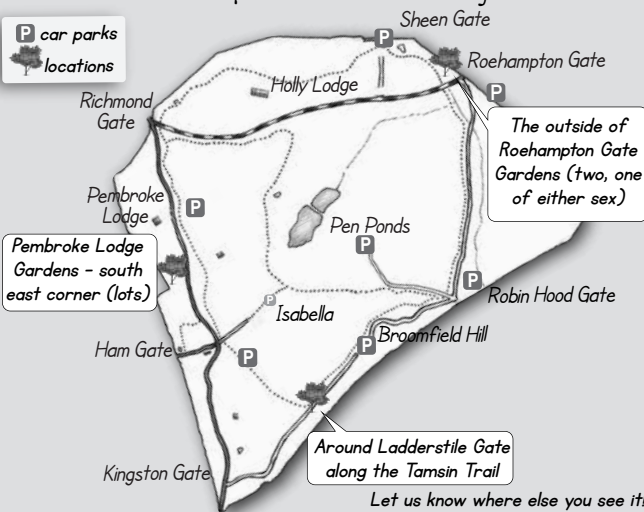 Sheen Gate
P car parks
locations
Roehampton Gate
Holly Lodge
Richmond
Gate
P
P
The outside of
Roehampton Gate
Gardens (two, one
of either sex)
Pembroke
Lodge
P
Pen Ponds
P
Pembroke Lodge
Gardens - south
east corner (lots)
P
Robin Hood Gate
P
Isabella
Broomfield Hill
Ham Gate
P
P
Around Ladderstile Gate
along the Tamsin Trail
Kingston Gate
Let us know where else you see it!